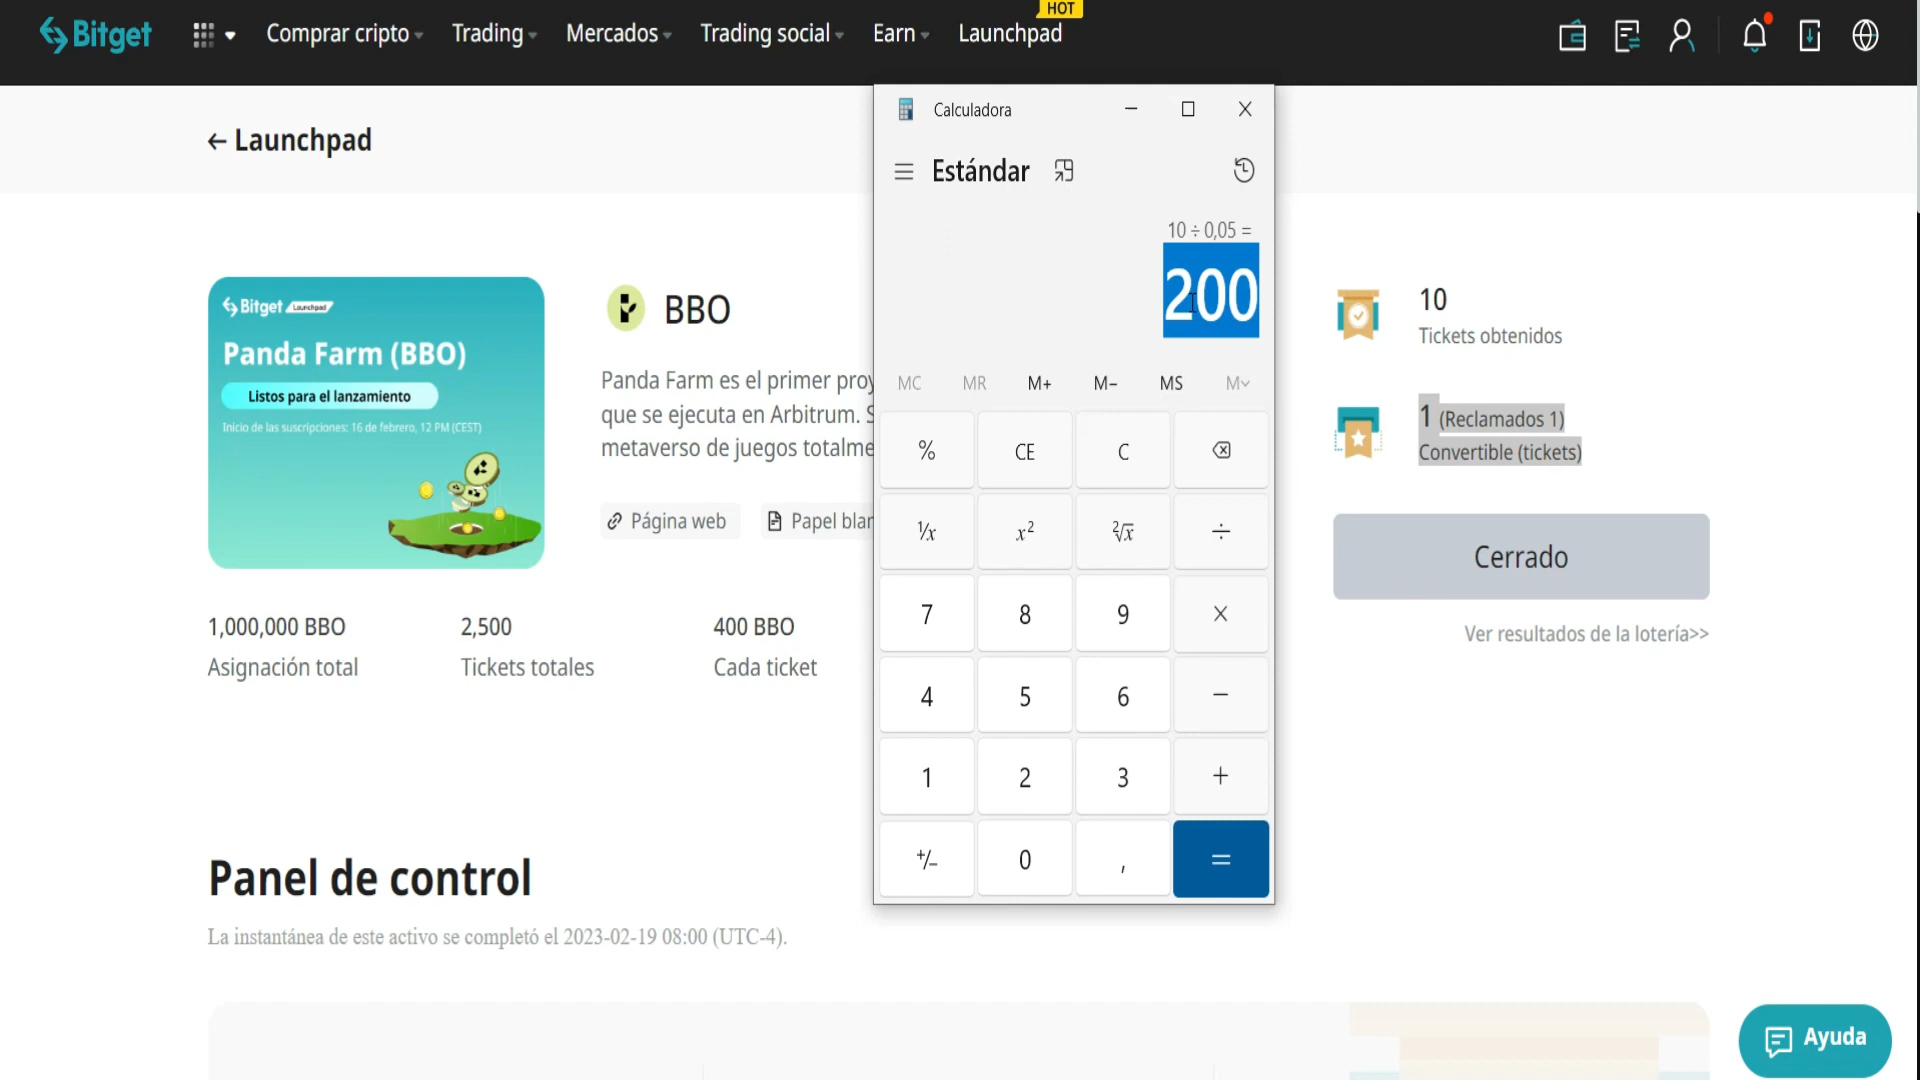 Bitget
Comprar cripto
Trading
Mercados
Trading social
Earn
Launchpad
HOT
← Launchpad
Bitget Launchpad
Panda Farm (BBO)
Listos para el lanzamiento
Inicio de las suscripciones: 16 de febrero, 12 PM (CEST)
BBO
Panda Farm es el primer proy
que se ejecuta en Arbitrum. S
metaverso de juegos totalme
Página web
Papel blan
1,000,000 BBO
Asignación total
2,500
Tickets totales
400 BBO
Cada ticket
Calculadora
Estándar
10 ÷ 0,05 =
200
MC MR M+ M− MS M
% CE C
¹/x x² ²√x ÷
7 8 9 ×
4 5 6 −
1 2 3 +
+/− 0 , =
10
Tickets obtenidos
1 (Reclamados 1)
Convertible (tickets)
Cerrado
Ver resultados de la lotería>>
Panel de control
La instantánea de este activo se completó el 2023-02-19 08:00 (UTC-4).
Ayuda